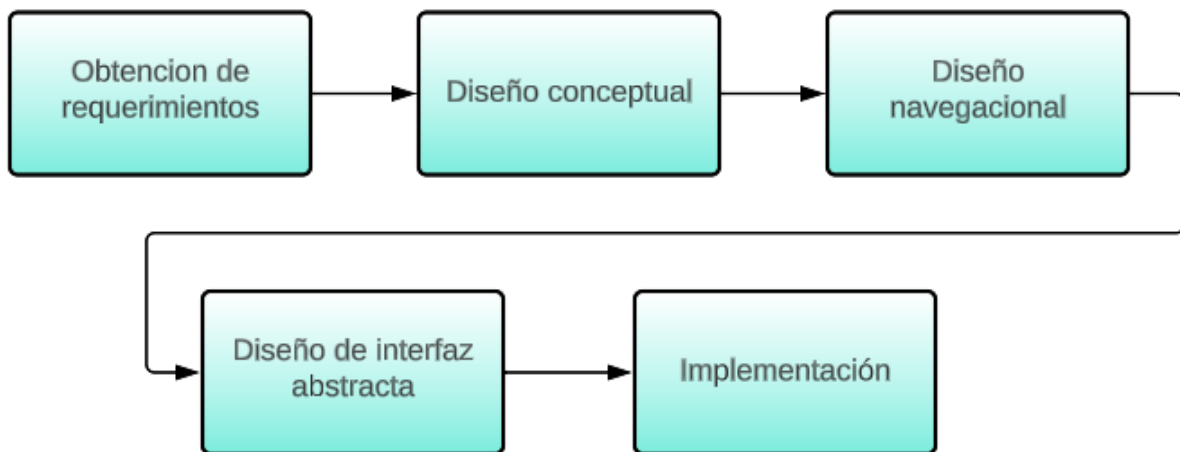 Obtencion de
requerimientos
Diseño conceptual
Diseño
navegacional
Diseño de interfaz
abstracta
Implementación